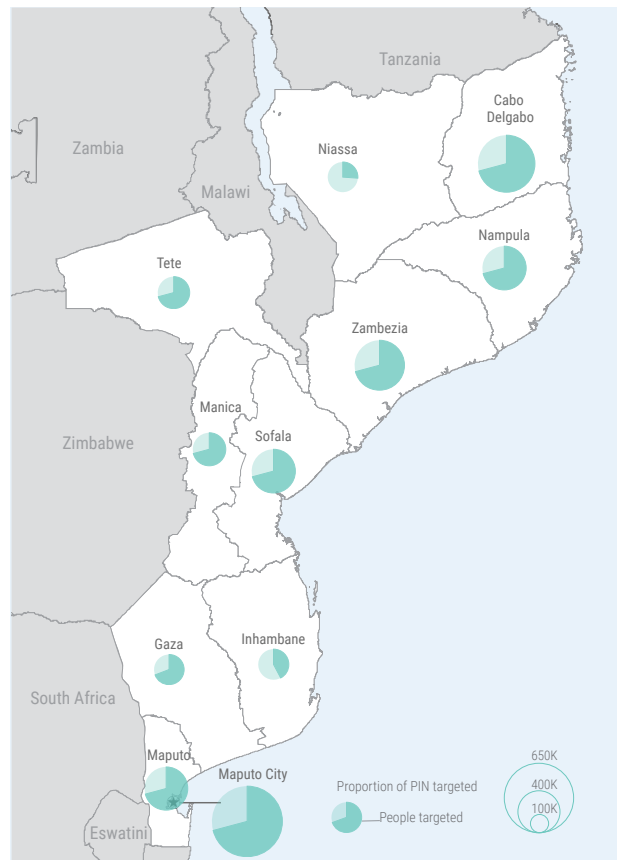 Tanzania
Cabo
Delgabo
Zambia
Niassa
Malawi
Nampula
Tete
Zambezia
Manica
Sofala
Zimbabwe
Gaza
Inhambane
South Africa
Maputo
Maputo City
Eswatini
Proportion of PIN targeted
People targeted
650K
400K
100K